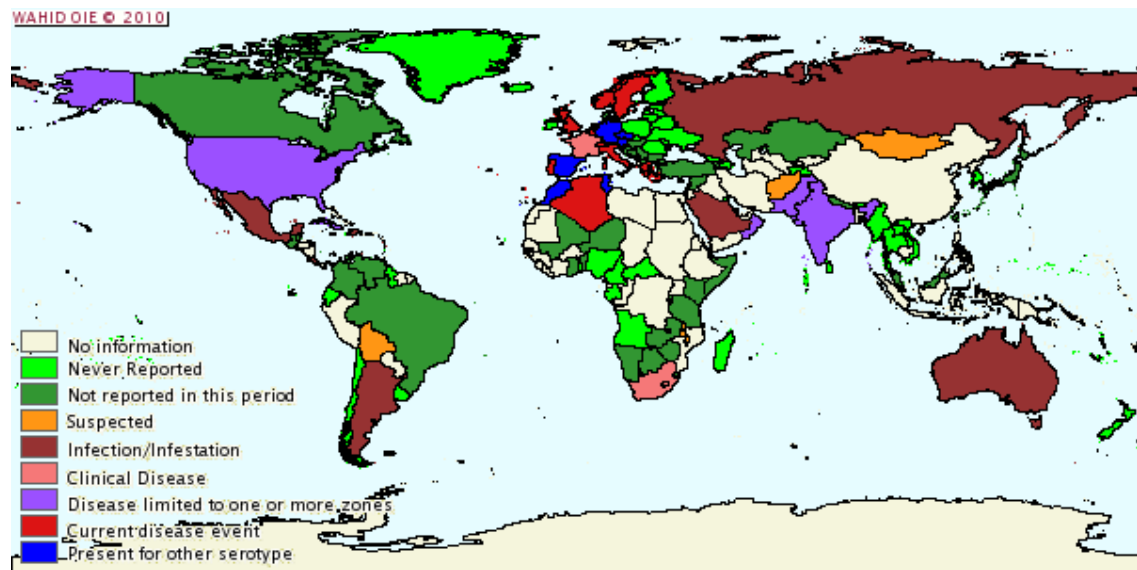 WAHID OIE © 2010
No information
Never Reported
Not reported in this period
Suspected
Infection/Infestation
Clinical Disease
Disease limited to one or more zones
Current disease event
Present for other serotype